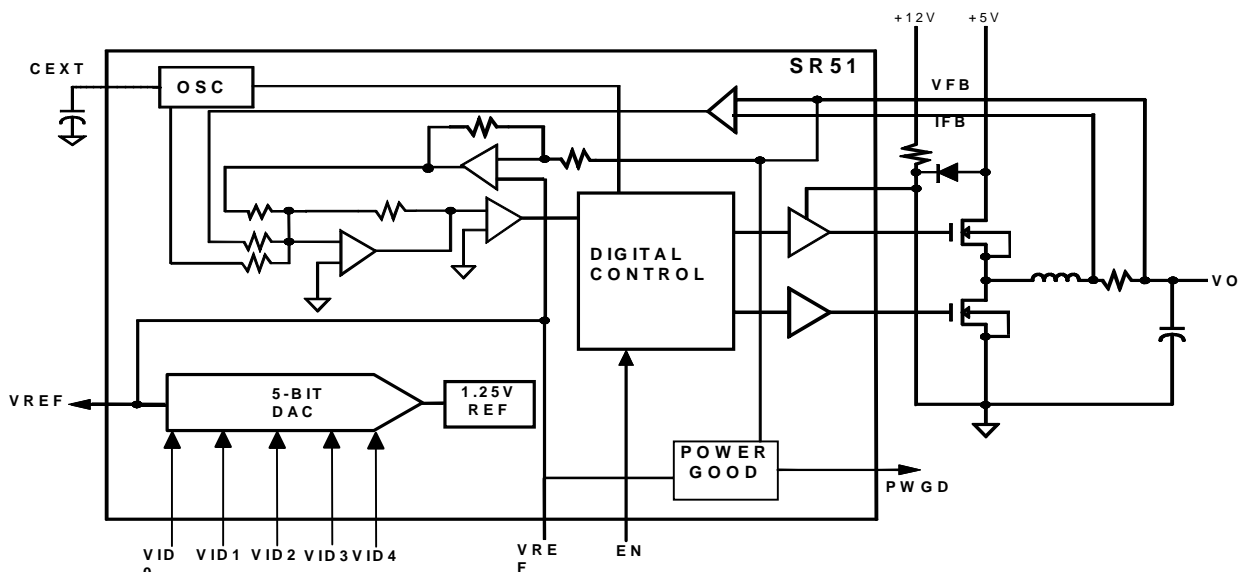 +12V
+5V
SR51
CEXT
OSC
VFB
IFB
DIGITAL
CONTROL
VO
VREF
5-BIT
DAC
1.25V
REF
POWER
GOOD
PWGD
VID
0
VID1
VID2
VID3
VID4
VRE
F
EN